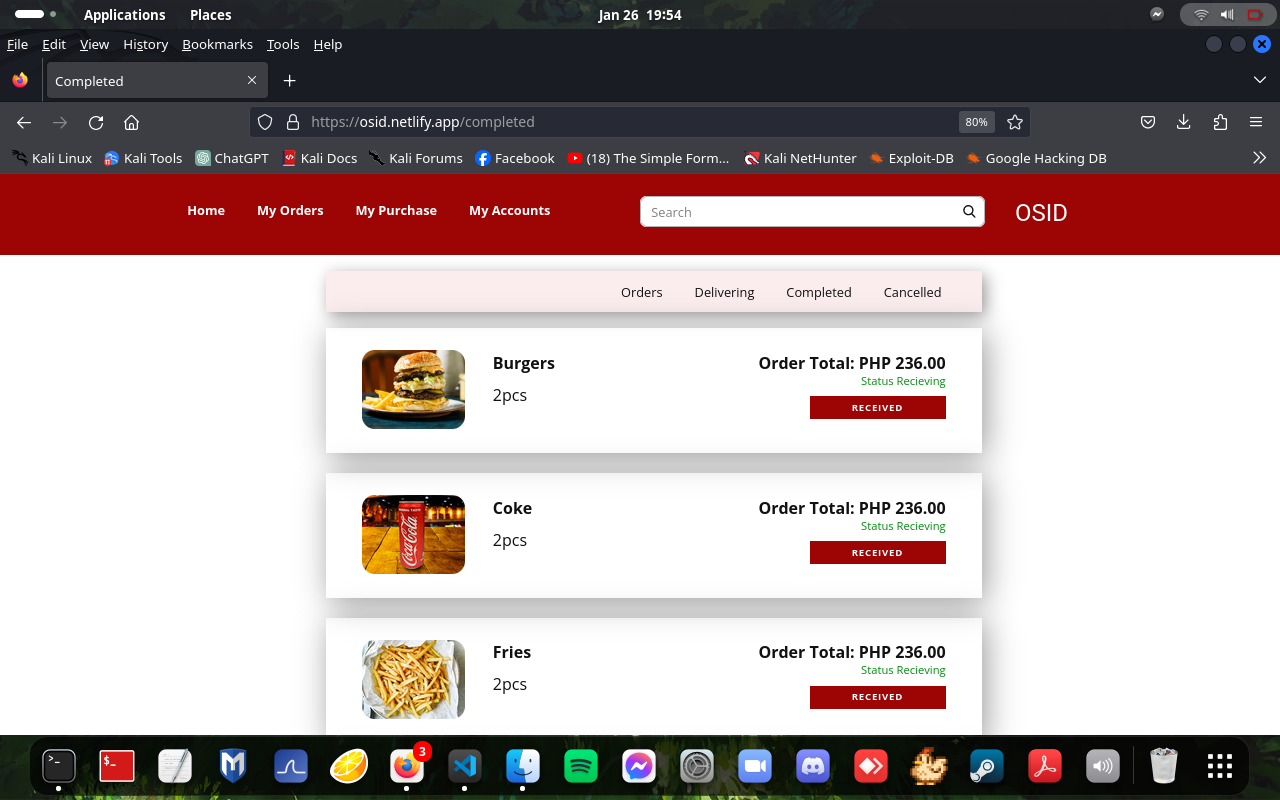 Applications Places Jan 26 19:54
File Edit View History Bookmarks Tools Help
Completed
https://osid.netlify.app/completed 80%
Kali Linux Kali Tools ChatGPT Kali Docs Kali Forums Facebook (18) The Simple Form... Kali NetHunter Exploit-DB Google Hacking DB
Home My Orders My Purchase My Accounts Search OSID
Orders Delivering Completed Cancelled
Burgers Order Total: PHP 236.00
Status Recieving
2pcs
RECEIVED
Coke Order Total: PHP 236.00
Status Recieving
Coca-Cola
2pcs
RECEIVED
Fries Order Total: PHP 236.00
Status Recieving
2pcs
RECEIVED
3
>_
$_